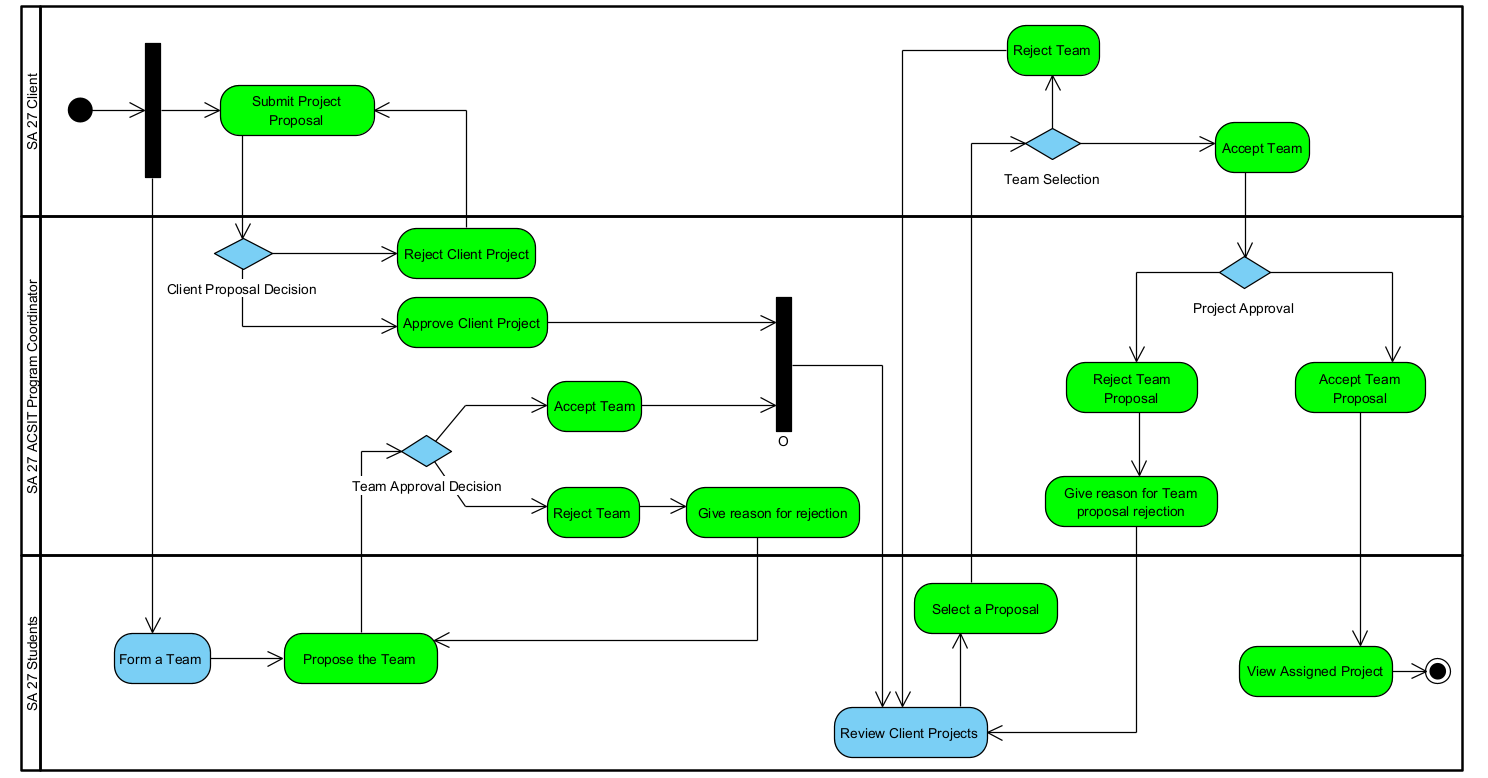 SA 27 Client
Submit Project
Proposal
Reject Team
Accept Team
Team Selection
SA 27 ACSIT Program Coordinator
Reject Client Project
Client Proposal Decision
Approve Client Project
Accept Team
O
Team Approval Decision
Reject Team
Give reason for rejection
Project Approval
Reject Team
Proposal
Accept Team
Proposal
Give reason for Team
proposal rejection
SA 27 Students
Form a Team
Propose the Team
Select a Proposal
Review Client Projects
View Assigned Project